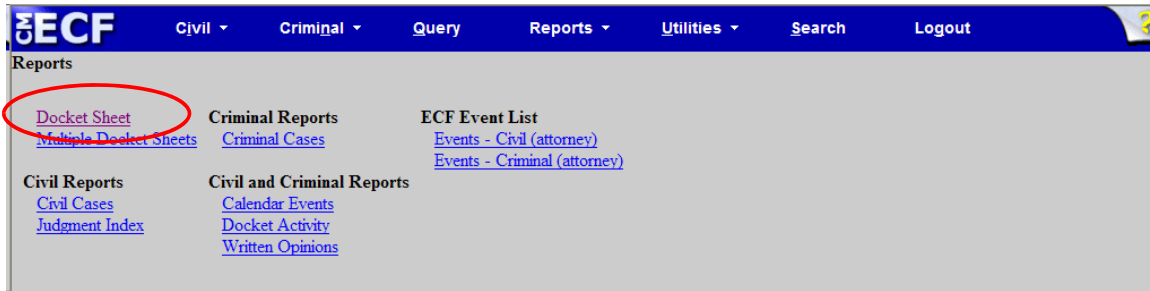 CM ECF Civil Criminal Query Reports Utilities Search Logout ?
Reports
Docket Sheet
Multiple Docket Sheets
Criminal Reports
Criminal Cases
ECF Event List
Events - Civil (attorney)
Events - Criminal (attorney)
Civil Reports
Civil Cases
Judgment Index
Civil and Criminal Reports
Calendar Events
Docket Activity
Written Opinions